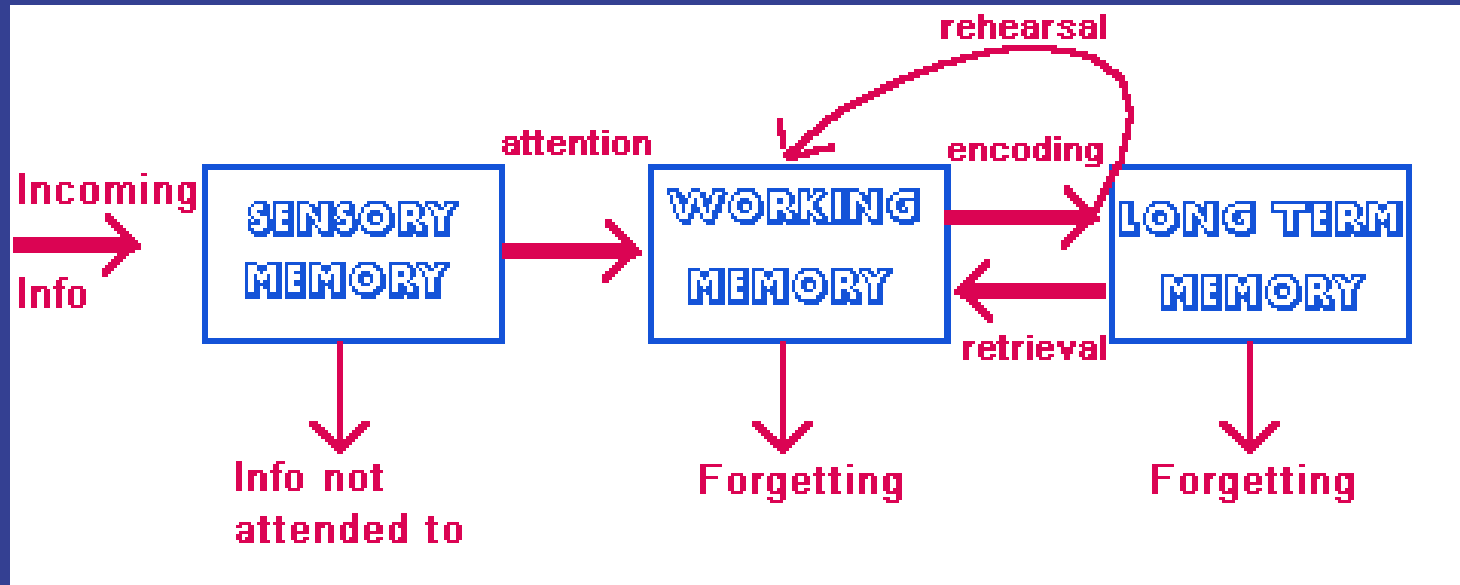 rehearsal
attention
encoding
Incoming
Info
SENSORY
MEMORY
WORKING
MEMORY
LONG TERM
MEMORY
retrieval
Info not
attended to
Forgetting
Forgetting